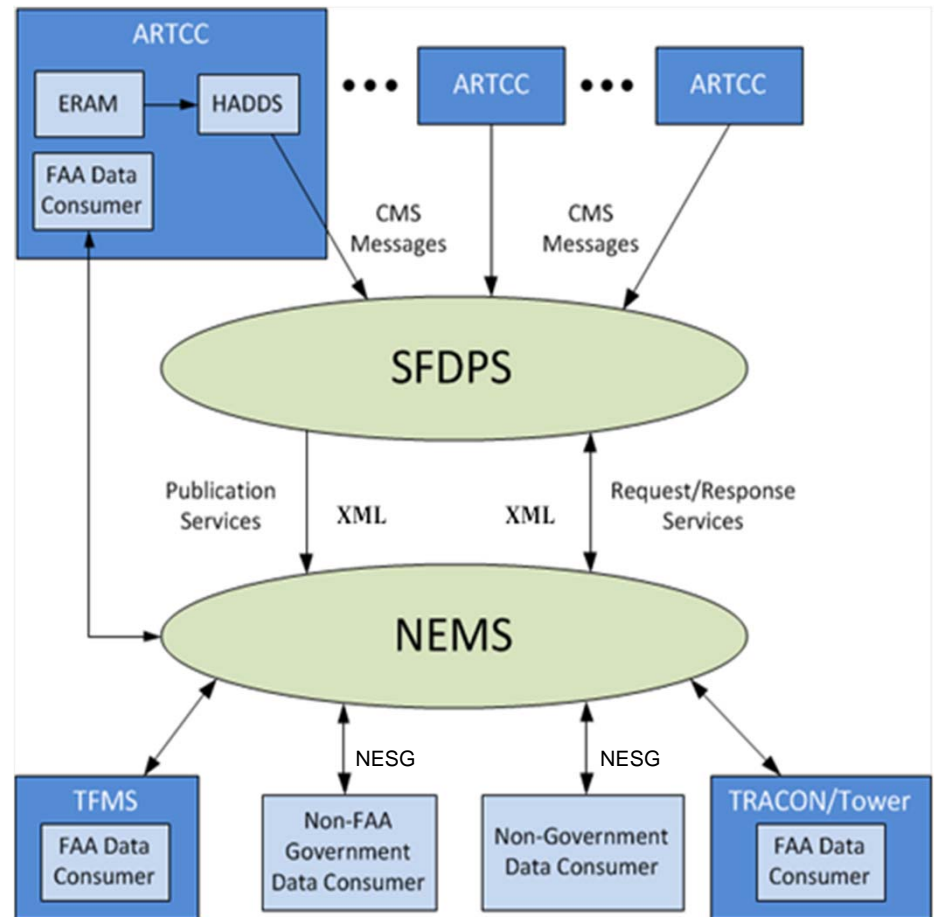 ARTCC
ERAM
HADDS
FAA Data
Consumer
ARTCC
ARTCC
CMS
Messages
CMS
Messages
SFDPS
Publication
Services
XML
XML
Request/Response
Services
NEMS
NESG
NESG
TFMS
FAA Data
Consumer
Non-FAA
Government
Data Consumer
Non-Government
Data Consumer
TRACON/Tower
FAA Data
Consumer